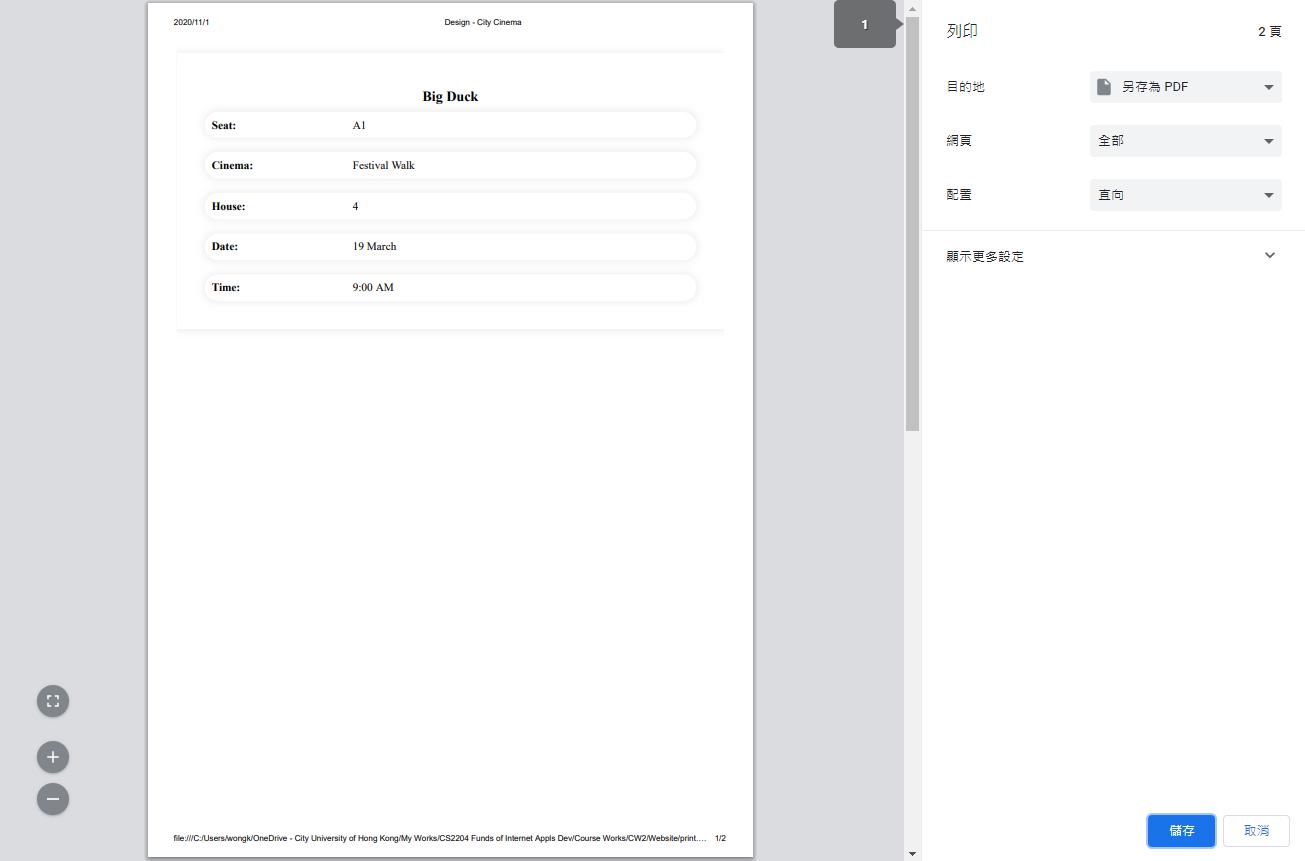 2020/11/1 Design - City Cinema
Big Duck
Seat: A1
Cinema: Festival Walk
House: 4
Date: 19 March
Time: 9:00 AM
file:///C:/Users/wongk/OneDrive - City University of Hong Kong/My Works/CS2204 Funds of Internet Appls Dev/Course Works/CW2/Website/print.… 1/2
1
列印 2 頁
目的地 另存為 PDF
網頁 全部
配置 直向
顯示更多設定
儲存 取消